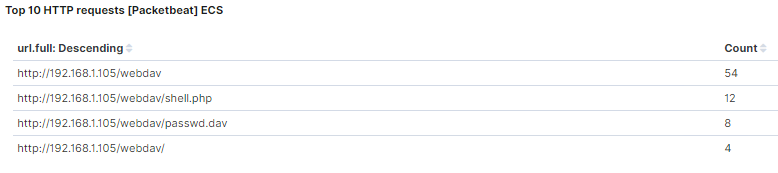 Top 10 HTTP requests [Packetbeat] ECS
url.full: Descending Count
http://192.168.1.105/webdav 54
http://192.168.1.105/webdav/shell.php 12
http://192.168.1.105/webdav/passwd.dav 8
http://192.168.1.105/webdav/ 4